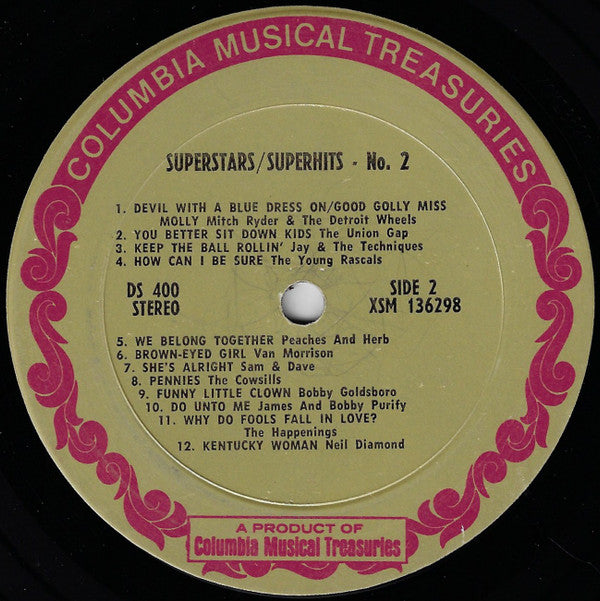 COLUMBIA MUSICAL TREASURIES
SUPERSTARS/SUPERHITS - No. 2
1. DEVIL WITH A BLUE DRESS ON/GOOD GOLLY MISS
MOLLY Mitch Ryder & The Detroit Wheels
2. YOU BETTER SIT DOWN KIDS The Union Gap
3. KEEP THE BALL ROLLIN' Jay & The Techniques
4. HOW CAN I BE SURE The Young Rascals
DS 400 SIDE 2
STEREO XSM 136298
5. WE BELONG TOGETHER Peaches And Herb
6. BROWN-EYED GIRL Van Morrison
7. SHE'S ALRIGHT Sam & Dave
8. PENNIES The Cowsills
9. FUNNY LITTLE CLOWN Bobby Goldsboro
10. DO UNTO ME James And Bobby Purify
11. WHY DO FOOLS FALL IN LOVE?
The Happenings
12. KENTUCKY WOMAN Neil Diamond
A PRODUCT OF
Columbia Musical Treasuries